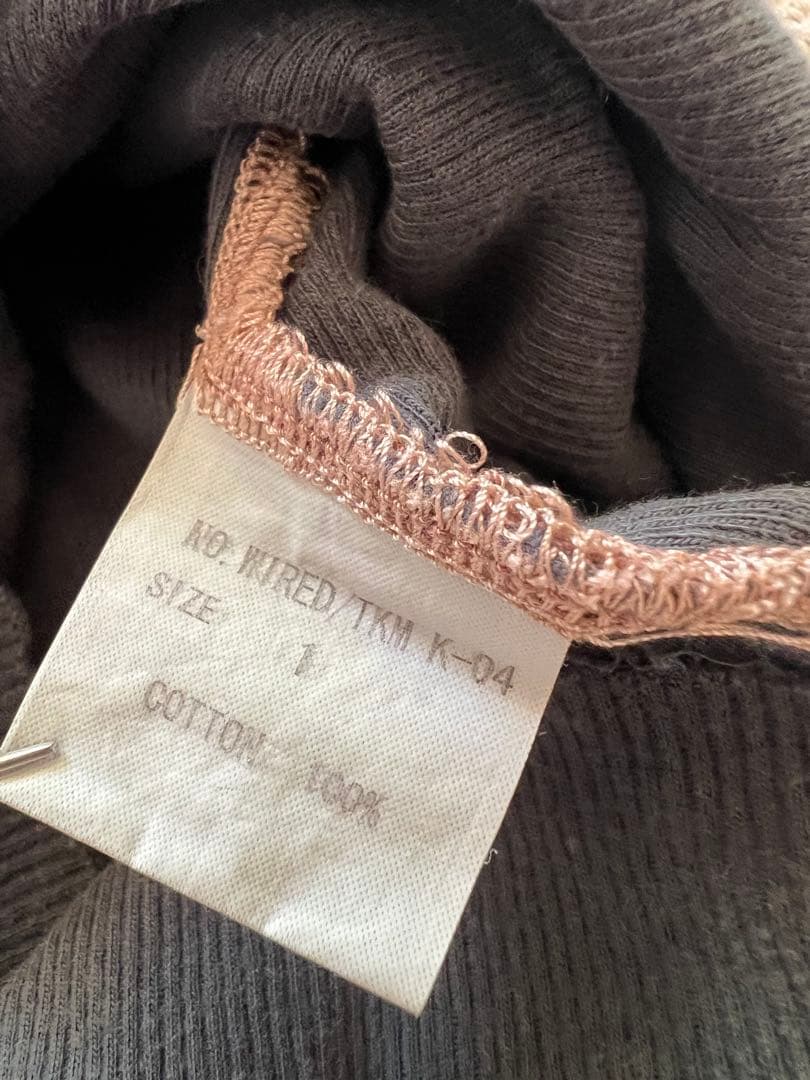 NO: WIRED/TKM K-04
SIZE 1
COTTON: 100%